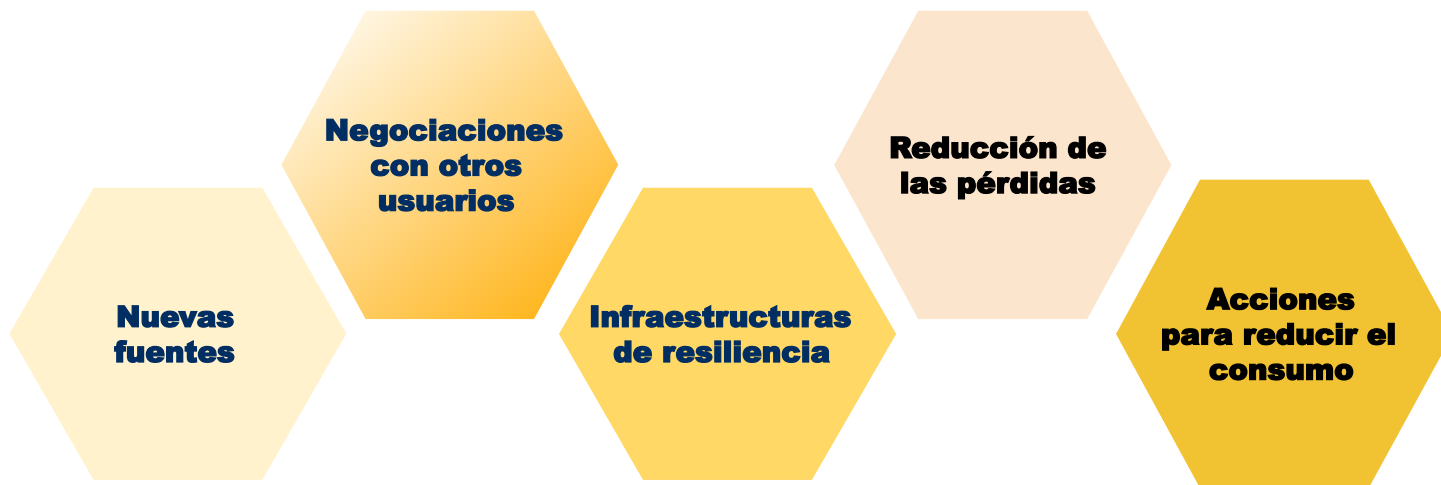 Nuevas
fuentes
Negociaciones
con otros
usuarios
Infraestructuras
de resiliencia
Reducción de
las pérdidas
Acciones
para reducir el
consumo